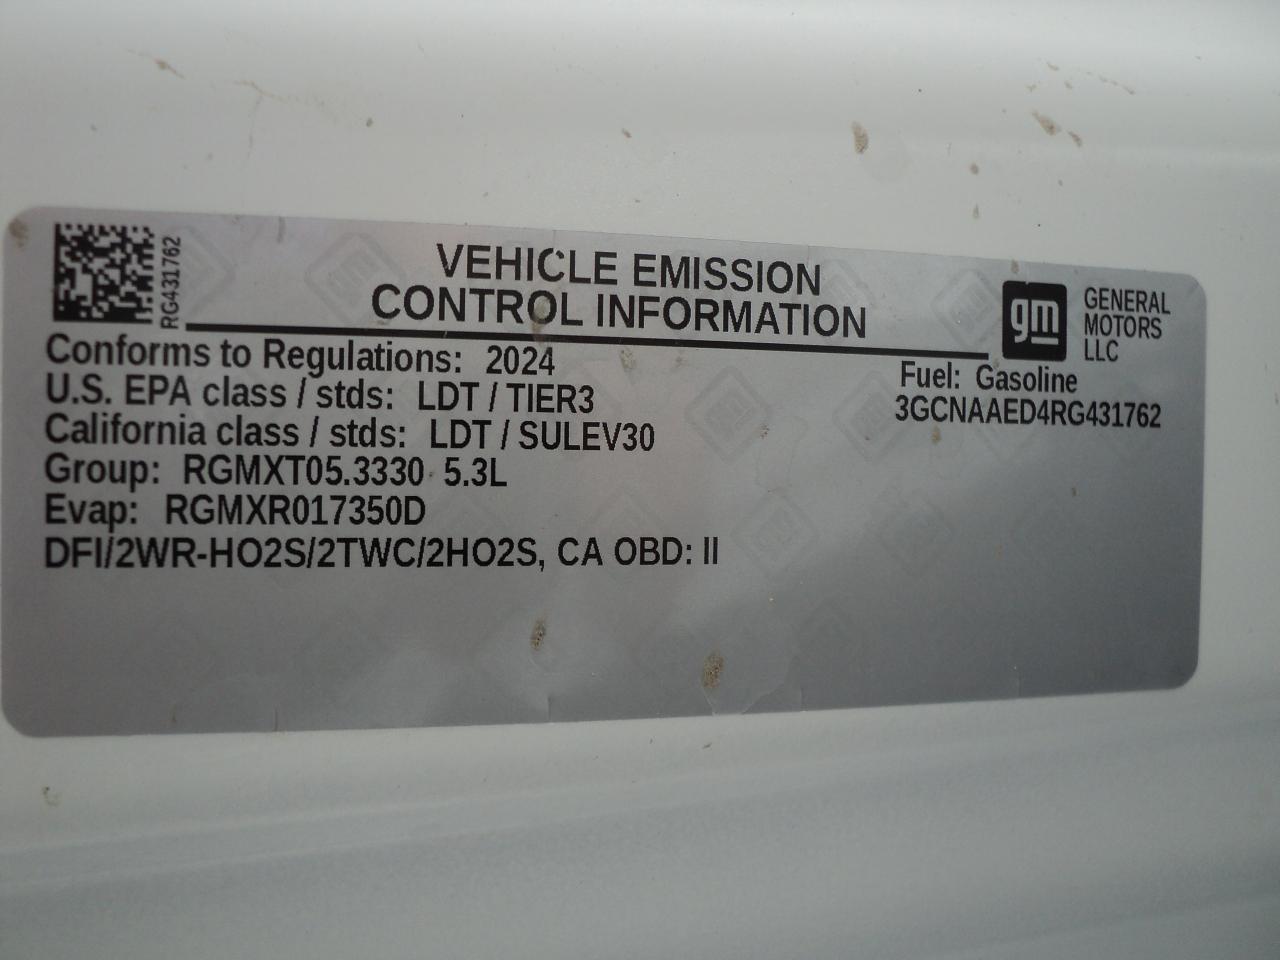 RG431762
VEHICLE EMISSION
CONTROL INFORMATION
gm
GENERAL
MOTORS
LLC
Conforms to Regulations: 2024
U.S. EPA class / stds: LDT / TIER3
California class / stds: LDT / SULEV30
Group: RGMXT05.3330 5.3L
Evap: RGMXR017350D
DFI/2WR-HO2S/2TWC/2HO2S, CA OBD: II
Fuel: Gasoline
3GCNAAED4RG431762